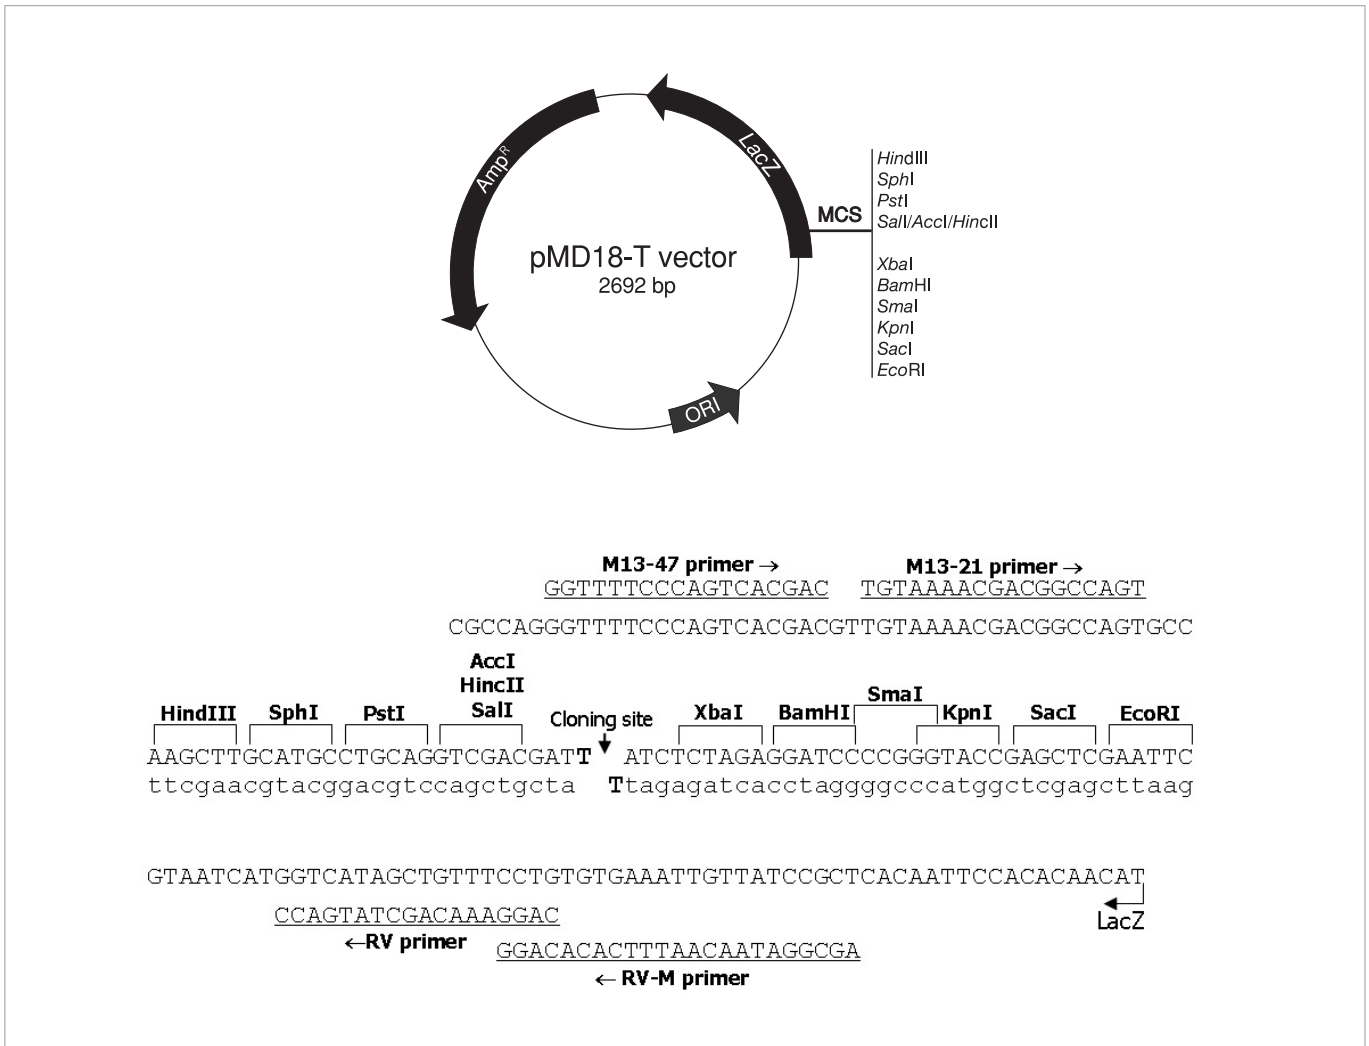 LacZ
Amp^R
HindIII
SphI
PstI
MCS
SalI/AccI/HincII
pMD18-T vector
2692 bp
XbaI
BamHI
SmaI
KpnI
SacI
EcoRI
ORI
M13-47 primer → M13-21 primer →
GGTTTTCCCAGTCACGAC TGTAAAACGACGGCCAGT
CGCCAGGGTTTTCCCAGTCACGACGTTGTAAAACGACGGCCAGTGCC
AccI
HincII
HindIII SphI PstI SalI Cloning site XbaI BamHI SmaI KpnI SacI EcoRI
AAGCTTGCATGCCTGCAGGTCGACGATT ATCTCTAGAGGATCCCCGGGTACCGAGCTCGAATTC
ttcgaacgtacggacgtccagctgcta Ttagagatcacctaggggcccatggctcgagcttaag
GTAATCATGGTCATAGCTGTTTCCTGTGTGAAATTGTTATCCGCTCACAATTCCACACAACAT
CCAGTATCGACAAAGGAC
LacZ
←RV primer
GGACACACTTTAACAATAGGCGA
← RV-M primer